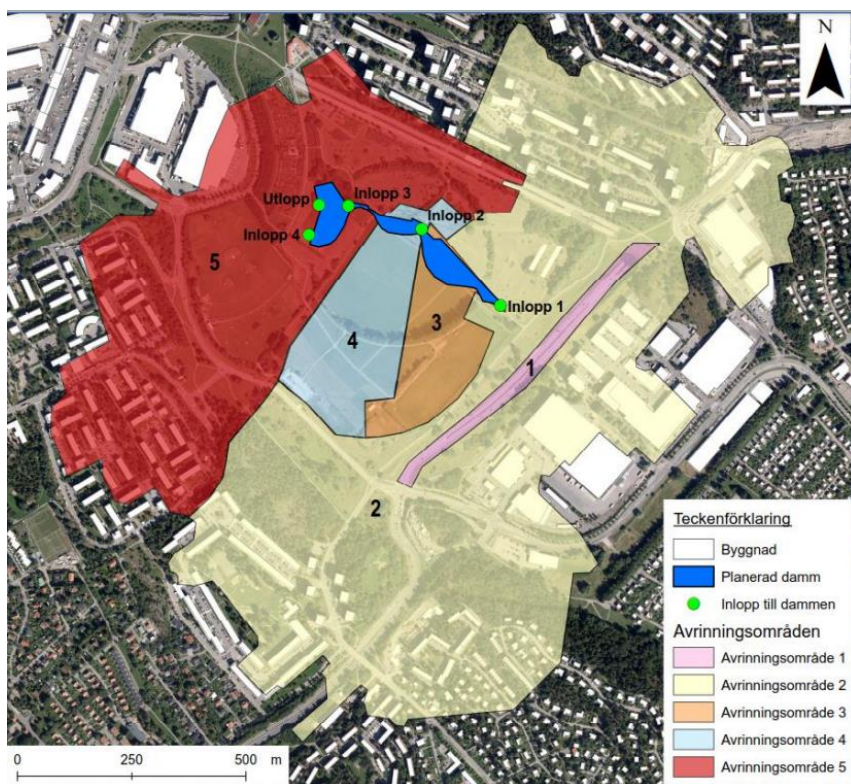 N
Utlopp
Inlopp 3
Inlopp 2
Inlopp 4
5
Inlopp 1
3
4
1
2
Teckenförklaring
Byggnad
Planerad damm
Inlopp till dammen
Avrinningsområden
Avrinningsområde 1
Avrinningsområde 2
Avrinningsområde 3
Avrinningsområde 4
Avrinningsområde 5
0 250 500 m